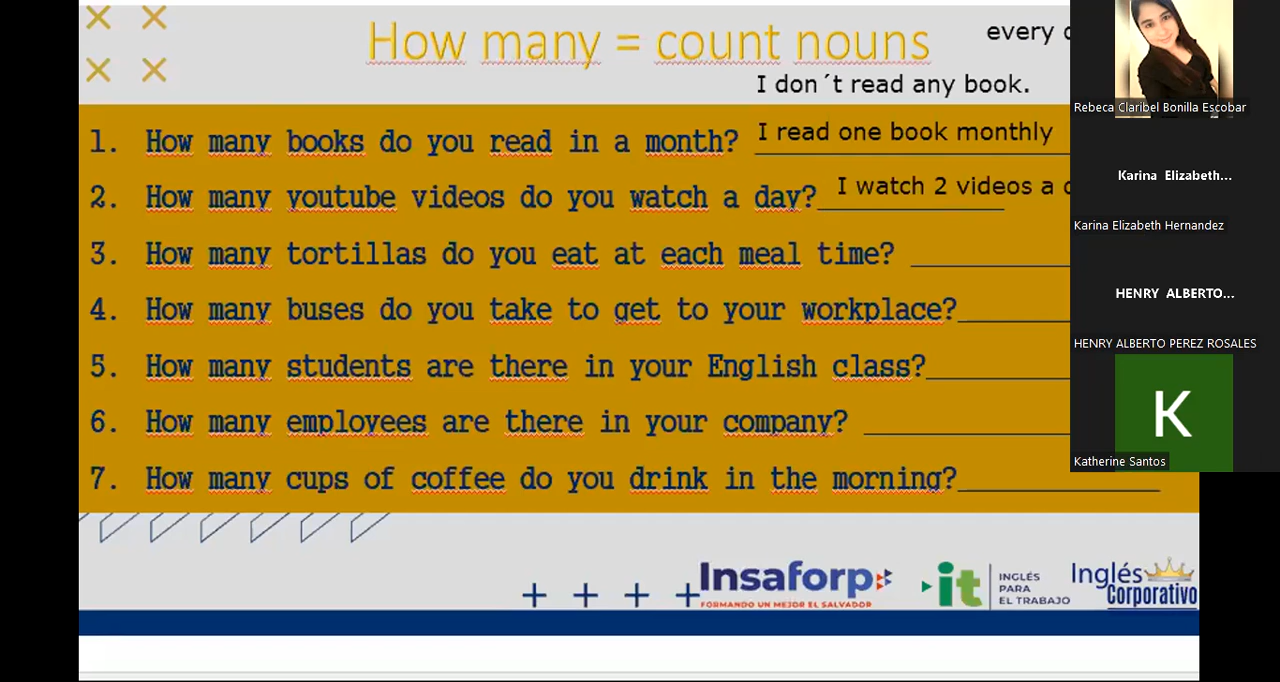 How many = count nouns
every
I don´t read any book.
1. How many books do you read in a month? I read one book monthly
2. How many youtube videos do you watch a day? I watch 2 videos a
3. How many tortillas do you eat at each meal time?
4. How many buses do you take to get to your workplace?
5. How many students are there in your English class?
6. How many employees are there in your company?
7. How many cups of coffee do you drink in the morning?
Insaforp
FORMANDO UN MEJOR EL SALVADOR
it
INGLÉS
PARA
EL TRABAJO
Inglés
Corporativo
Rebeca Claribel Bonilla Escobar
Karina Elizabeth...
Karina Elizabeth Hernandez
HENRY ALBERTO...
HENRY ALBERTO PEREZ ROSALES
K
Katherine Santos